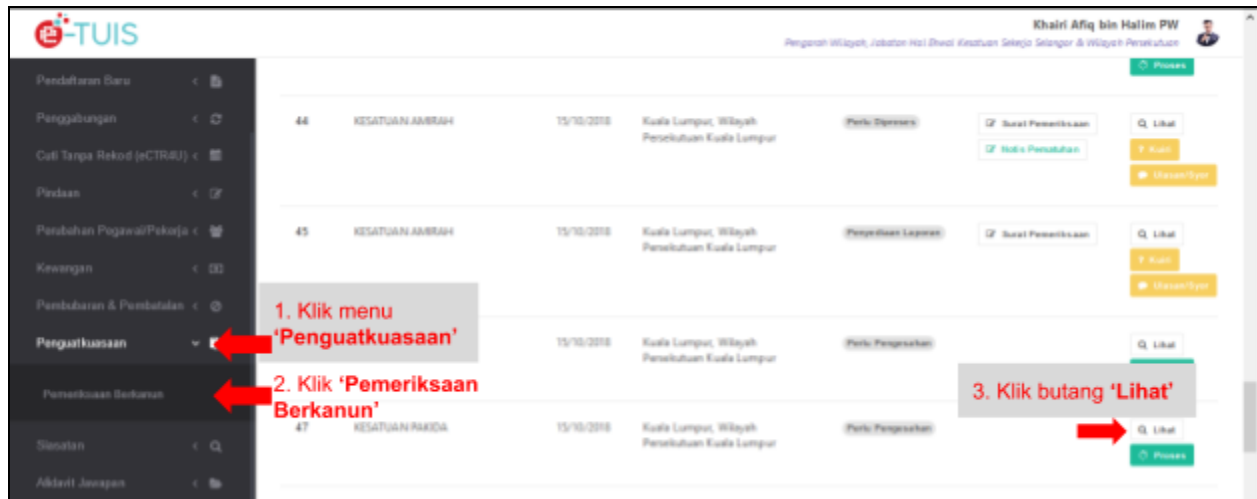 e-TUIS
Khairi Afiq bin Halim PW
Pengarah Wilayah, Jabatan Hal Ehwal Kesatuan Sekerja Selangor & Wilayah Persekutuan
Pendaftaran Baru
Penggabungan
Cuti Tanpa Rekod (eCTR4U)
Pindaan
Perubahan Pegawai/Pekerja
Kewangan
Pembubaran & Pembatalan
Penguatkuasaan
Pemeriksaan Berkanun
Siasatan
Afidavit Jawapan
Proses
44 KESATUAN AMIRAH 15/10/2018 Kuala Lumpur, Wilayah Perlu Diproses Surat Pemeriksaan Lihat
Persekutuan Kuala Lumpur Notis Pematuhan Kuiri
Ulasan/Syor
45 KESATUAN AMIRAH 15/10/2018 Kuala Lumpur, Wilayah Penyediaan Laporan Surat Pemeriksaan Lihat
Persekutuan Kuala Lumpur Kuiri
Ulasan/Syor
15/10/2018 Kuala Lumpur, Wilayah Perlu Pengesahan Lihat
Persekutuan Kuala Lumpur
47 KESATUAN PAKIDA 15/10/2018 Kuala Lumpur, Wilayah Perlu Pengesahan Lihat
Persekutuan Kuala Lumpur Proses
1. Klik menu
'Penguatkuasaan'
2. Klik 'Pemeriksaan
Berkanun'
3. Klik butang 'Lihat'